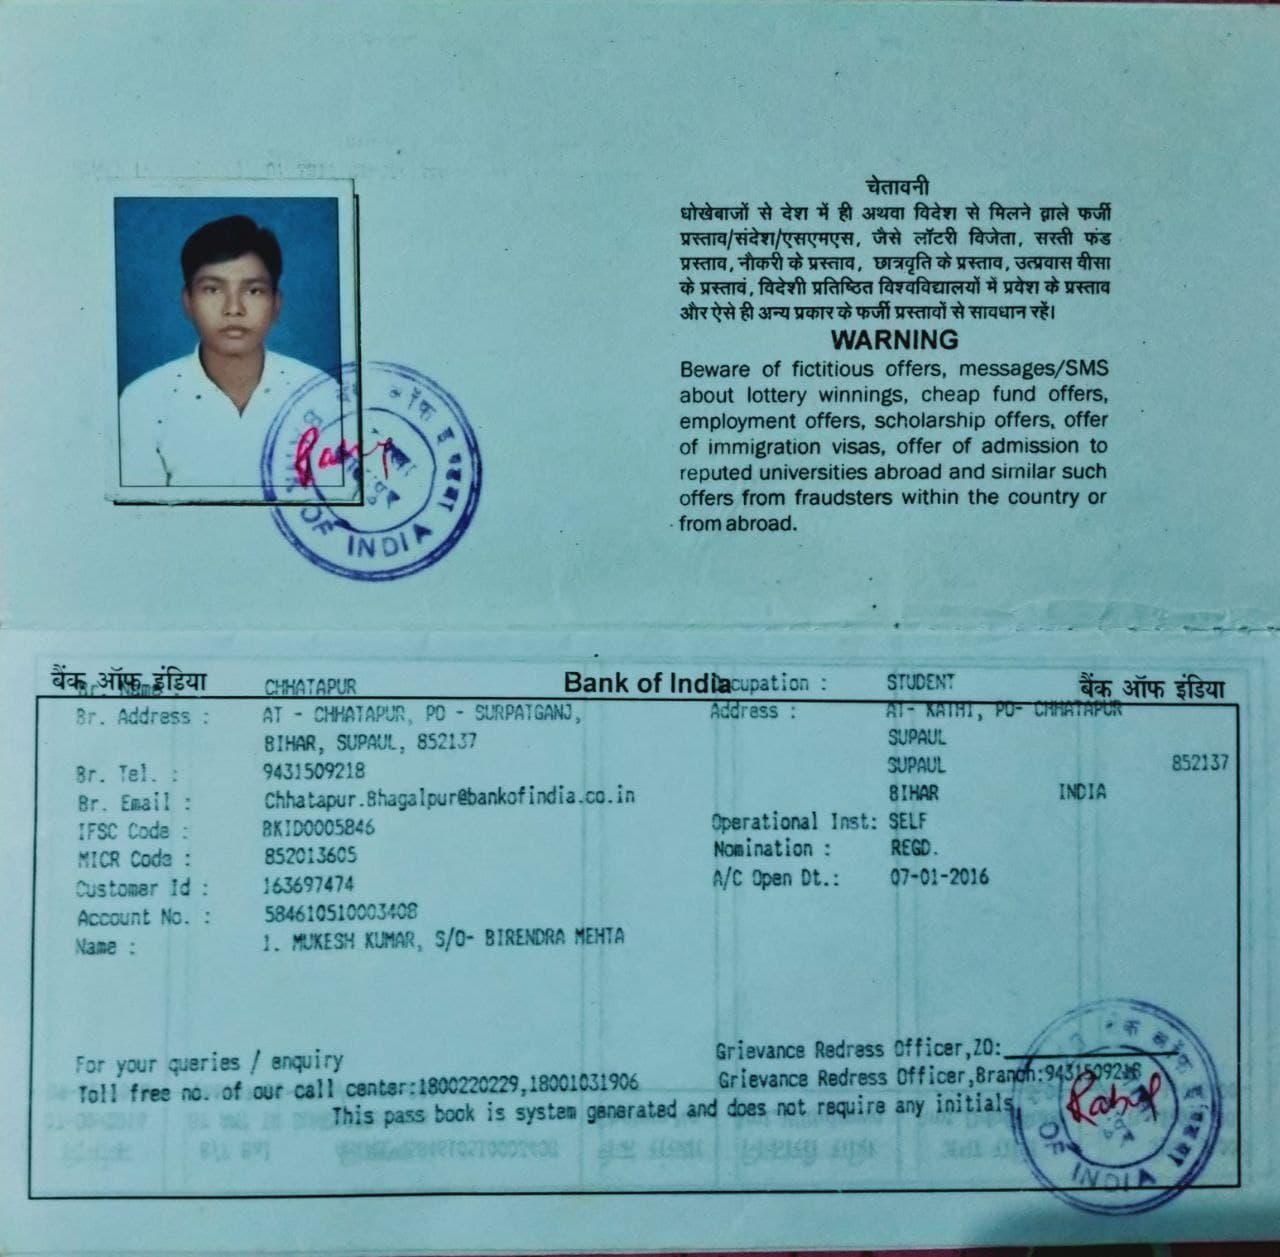 चेतावनी
धोखेबाजों से देश में ही अथवा विदेश से मिलने वाले फर्जी
प्रस्ताव/संदेश/एसएमएस, जैसे लॉटरी विजेता, सस्ती फंड
प्रस्ताव, नौकरी के प्रस्ताव, छात्रवृति के प्रस्ताव, उत्प्रवास वीसा
के प्रस्ताव, विदेशी प्रतिष्ठित विश्वविद्यालयों में प्रवेश के प्रस्ताव
और ऐसे ही अन्य प्रकार के फर्जी प्रस्तावों से सावधान रहें।
WARNING
Beware of fictitious offers, messages/SMS
about lottery winnings, cheap fund offers,
employment offers, scholarship offers, offer
of immigration visas, offer of admission to
reputed universities abroad and similar such
offers from fraudsters within the country or
from abroad.
OF INDIA
बैंक ऑफ इंडिया Bank of India बैंक ऑफ इंडिया
Br. Name : CHHATAPUR Occupation : STUDENT
Br. Address : AT - CHHATAPUR, PO - SURPATGANJ, Address : AT- KATHI, PO- CHHATAPUR
BIHAR, SUPAUL, 852137 SUPAUL
Br. Tel. : 9431509218 SUPAUL 852137
Br. Email : Chhatapur.Bhagalpur@bankofindia.co.in BIHAR INDIA
IFSC Code : BKID0005846 Operational Inst: SELF
MICR Code : 852013605 Nomination : REGD.
Customer Id : 163697474 A/C Open Dt.: 07-01-2016
Account No. : 584610510003408
Name : 1. MUKESH KUMAR, S/O- BIRENDRA MEHTA
For your queries / enquiry Grievance Redress Officer,ZO:
Toll free no. of our call center:1800220229,18001031906 Grievance Redress Officer,Branch:9431509218
This pass book is system generated and does not require any initials.
OF INDIA